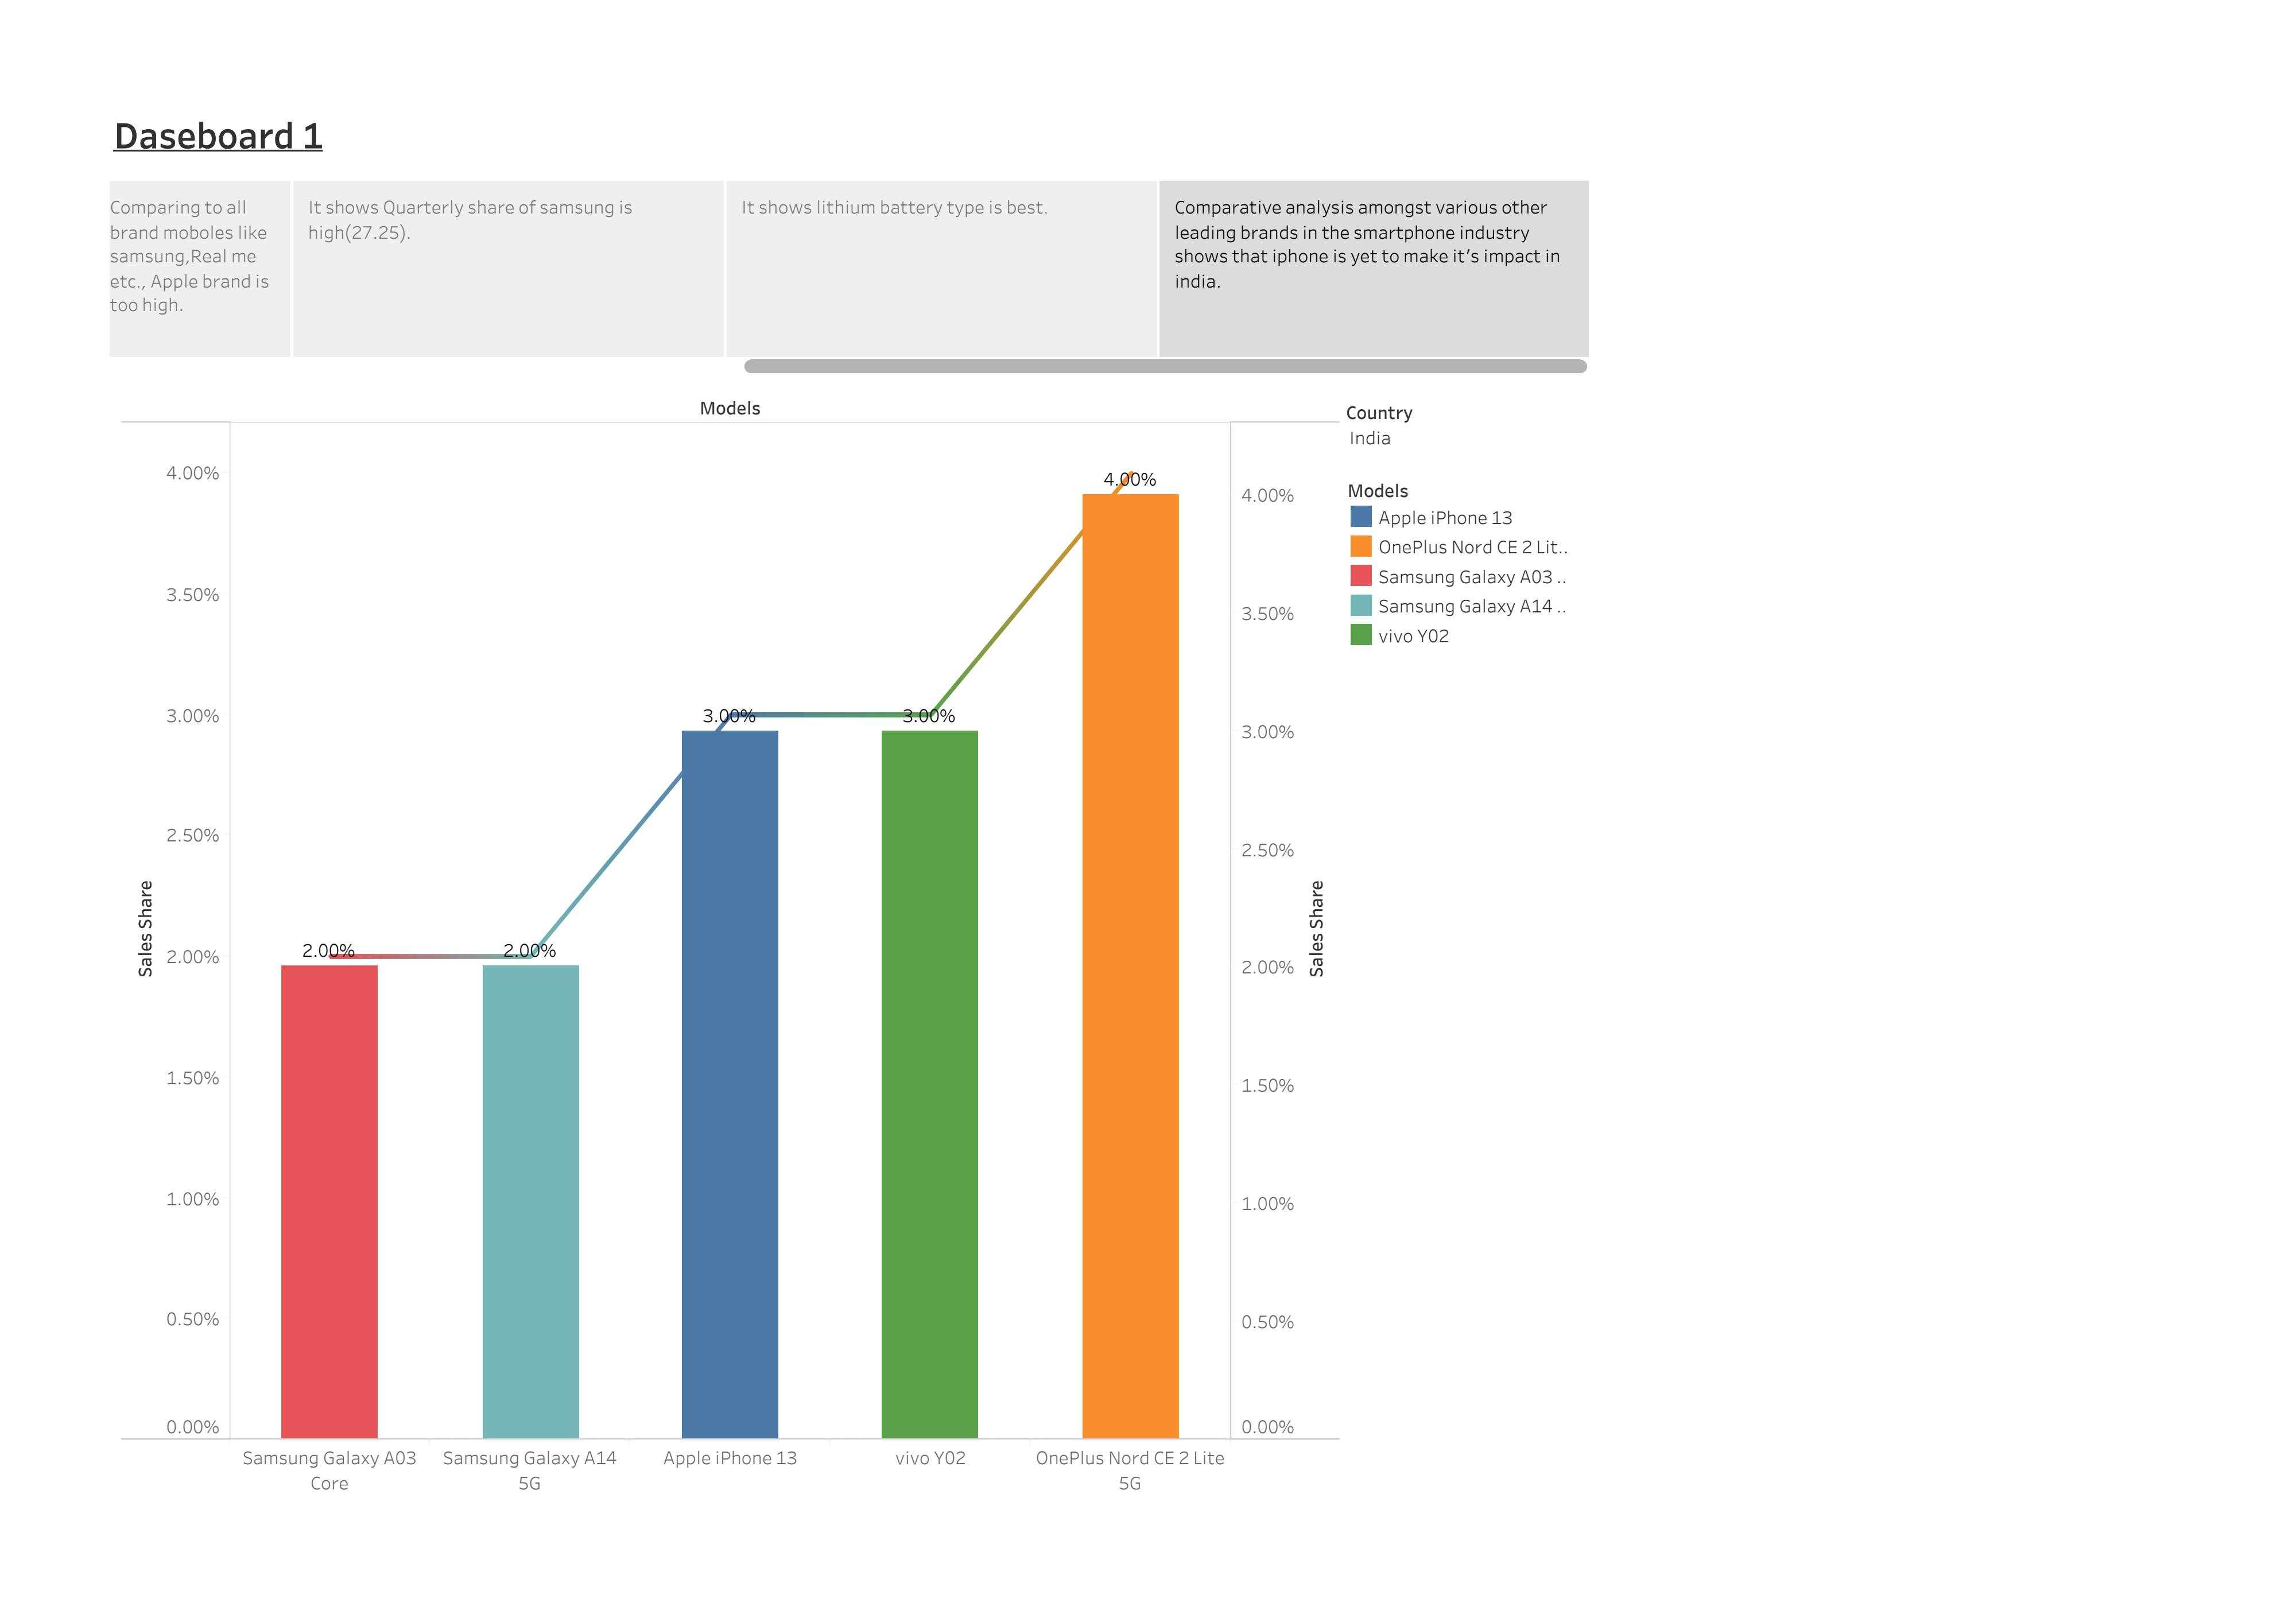 Daseboard 1
Comparing to all
brand moboles like
samsung,Real me
etc., Apple brand is
too high.
It shows Quarterly share of samsung is
high(27.25).
It shows lithium battery type is best.
Comparative analysis amongst various other
leading brands in the smartphone industry
shows that iphone is yet to make it’s impact in
india.
Models
4.00%
3.50%
3.00%
2.50%
2.00%
1.50%
1.00%
0.50%
0.00%
Sales Share
2.00%
2.00%
3.00%
3.00%
4.00%
4.00%
3.50%
3.00%
2.50%
2.00%
1.50%
1.00%
0.50%
0.00%
Sales Share
Samsung Galaxy A03
Core
Samsung Galaxy A14
5G
Apple iPhone 13
vivo Y02
OnePlus Nord CE 2 Lite
5G
Country
India
Models
Apple iPhone 13
OnePlus Nord CE 2 Lit..
Samsung Galaxy A03 ..
Samsung Galaxy A14 ..
vivo Y02